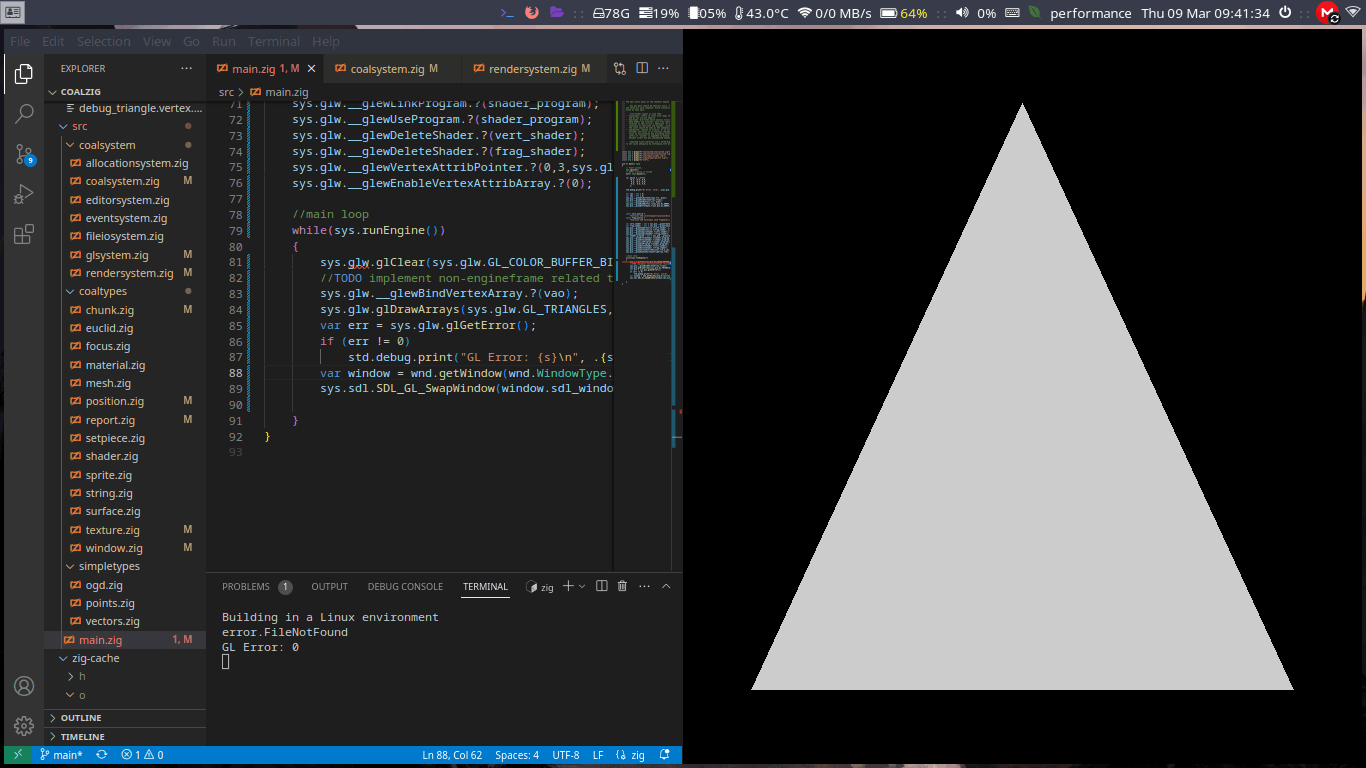 78G 19% 05% 43.0°C 0/0 MB/s 64% 0% performance Thu 09 Mar 09:41:34
File Edit Selection View Go Run Terminal Help
EXPLORER
COALZIG
debug_triangle.vertex....
src
coalsystem
allocationsystem.zig
coalsystem.zig M
editorsystem.zig
eventsystem.zig
fileiosystem.zig
glsystem.zig M
rendersystem.zig M
coaltypes
chunk.zig M
euclid.zig
focus.zig
material.zig
mesh.zig
position.zig M
report.zig M
setpiece.zig
shader.zig
sprite.zig
string.zig
surface.zig
texture.zig M
window.zig M
simpletypes
ogd.zig
points.zig
vectors.zig
main.zig 1, M
zig-cache
h
o
OUTLINE
TIMELINE
9
main.zig 1, M coalsystem.zig M rendersystem.zig M
src > main.zig
71 sys.glw.__glewLinkProgram.?(shader_program);
72 sys.glw.__glewUseProgram.?(shader_program);
73 sys.glw.__glewDeleteShader.?(vert_shader);
74 sys.glw.__glewDeleteShader.?(frag_shader);
75 sys.glw.__glewVertexAttribPointer.?(0,3,sys.gl
76 sys.glw.__glewEnableVertexAttribArray.?(0);
77
78 //main loop
79 while(sys.runEngine())
80 {
81 sys.glw.glClear(sys.glw.GL_COLOR_BUFFER_BI
82 //TODO implement non-engineframe related t
83 sys.glw.__glewBindVertexArray.?(vao);
84 sys.glw.glDrawArrays(sys.glw.GL_TRIANGLES,
85 var err = sys.glw.glGetError();
86 if (err != 0)
87 std.debug.print("GL Error: {s}\n", .{s
88 var window = wnd.getWindow(wnd.WindowType.
89 sys.sdl.SDL_GL_SwapWindow(window.sdl_windo
90
91 }
92 }
93
PROBLEMS 1 OUTPUT DEBUG CONSOLE TERMINAL zig
Building in a Linux environment
error.FileNotFound
GL Error: 0
main* 1 0 Ln 88, Col 62 Spaces: 4 UTF-8 LF zig